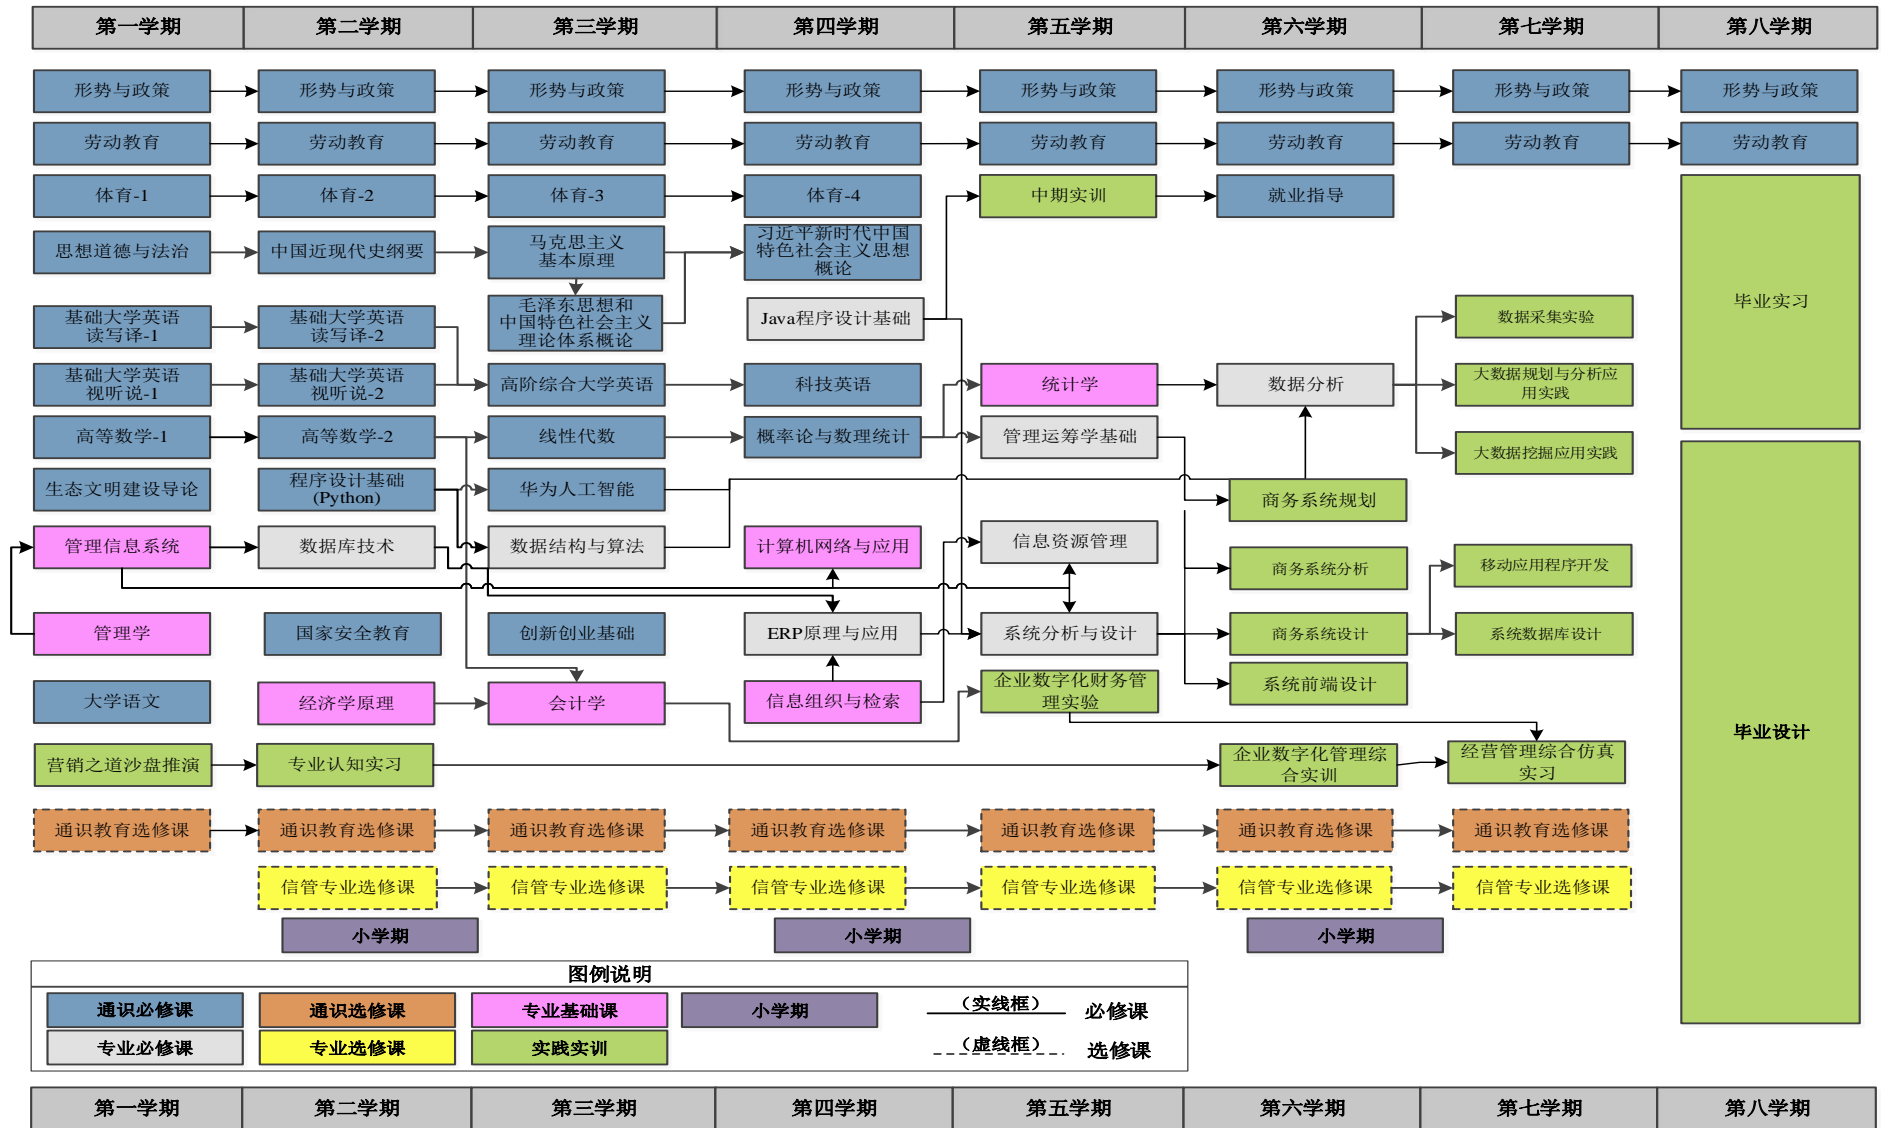 第一学期 第二学期 第三学期 第四学期 第五学期 第六学期 第七学期 第八学期
形势与政策 形势与政策 形势与政策 形势与政策 形势与政策 形势与政策 形势与政策 形势与政策
劳动教育 劳动教育 劳动教育 劳动教育 劳动教育 劳动教育 劳动教育 劳动教育
体育-1 体育-2 体育-3 体育-4 中期实训 就业指导
思想道德与法治 中国近现代史纲要
马克思主义
基本原理
习近平新时代中国
特色社会主义思想
概论
毛泽东思想和
中国特色社会主义
理论体系概论
Java程序设计基础
毕业实习
基础大学英语
读写译-1
基础大学英语
读写译-2
数据采集实验
基础大学英语
视听说-1
基础大学英语
视听说-2
高阶综合大学英语 科技英语 统计学 数据分析
大数据规划与分析应
用实践
高等数学-1 高等数学-2 线性代数 概率论与数理统计 管理运筹学基础 大数据挖掘应用实践
生态文明建设导论
程序设计基础
(Python)
华为人工智能 商务系统规划
管理信息系统 数据库技术 数据结构与算法 计算机网络与应用 信息资源管理 商务系统分析 移动应用程序开发
管理学 国家安全教育 创新创业基础 ERP原理与应用 系统分析与设计 商务系统设计 系统数据库设计
大学语文 经济学原理 会计学 信息组织与检索
企业数字化财务管
理实验
系统前端设计
毕业设计
营销之道沙盘推演 专业认知实习
企业数字化管理综
合实训
经营管理综合仿真
实习
通识教育选修课 通识教育选修课 通识教育选修课 通识教育选修课 通识教育选修课 通识教育选修课 通识教育选修课
信管专业选修课 信管专业选修课 信管专业选修课 信管专业选修课 信管专业选修课 信管专业选修课
小学期 小学期 小学期
图例说明
通识必修课 通识选修课 专业基础课 小学期 （实线框） 必修课
专业必修课 专业选修课 实践实训 （虚线框） 选修课
第一学期 第二学期 第三学期 第四学期 第五学期 第六学期 第七学期 第八学期